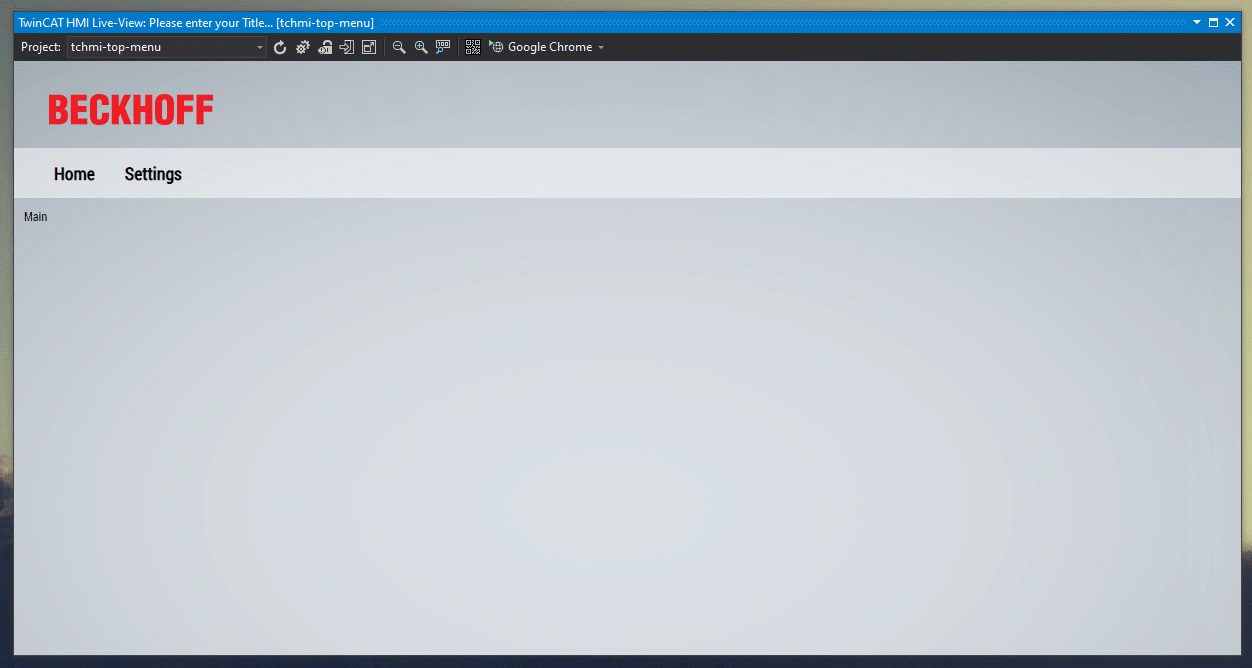 TwinCAT HMI Live-View: Please enter your Title... [tchmi-top-menu]
Project: tchmi-top-menu Google Chrome
BECKHOFF
Home Settings
Main